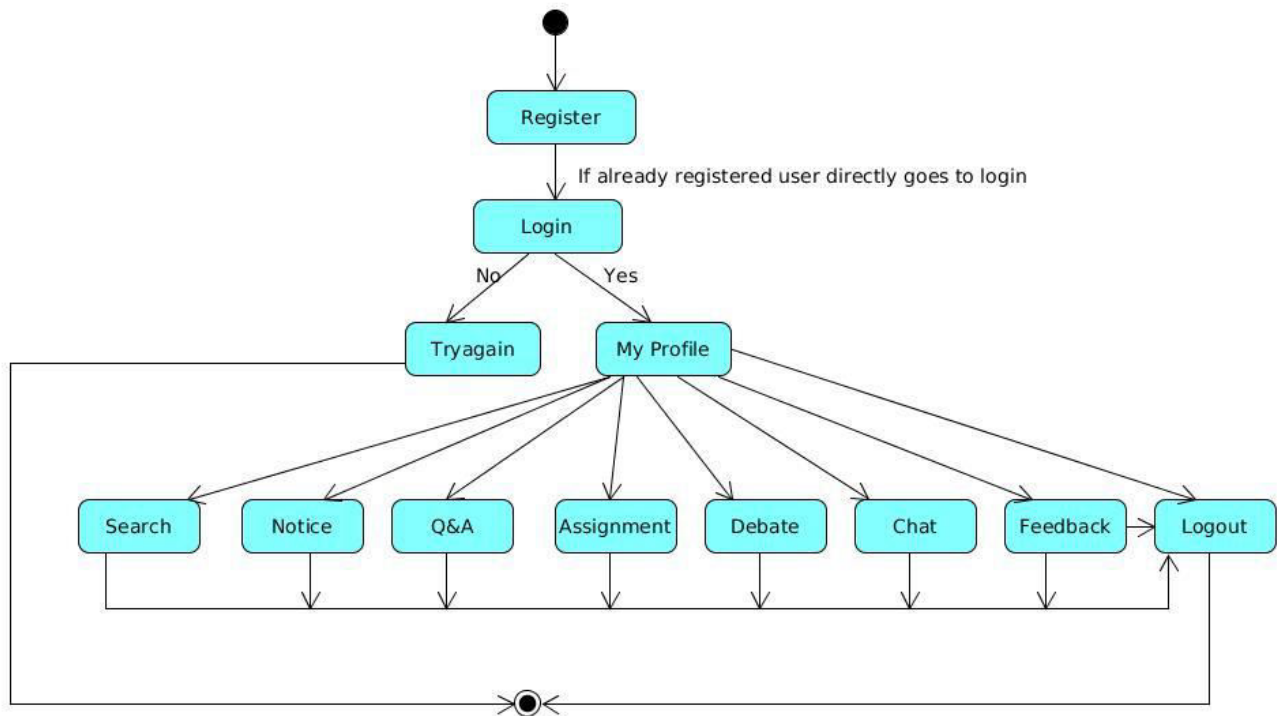 Register
If already registered user directly goes to login
Login
No
Yes
Tryagain
My Profile
Search
Notice
Q&A
Assignment
Debate
Chat
Feedback
Logout